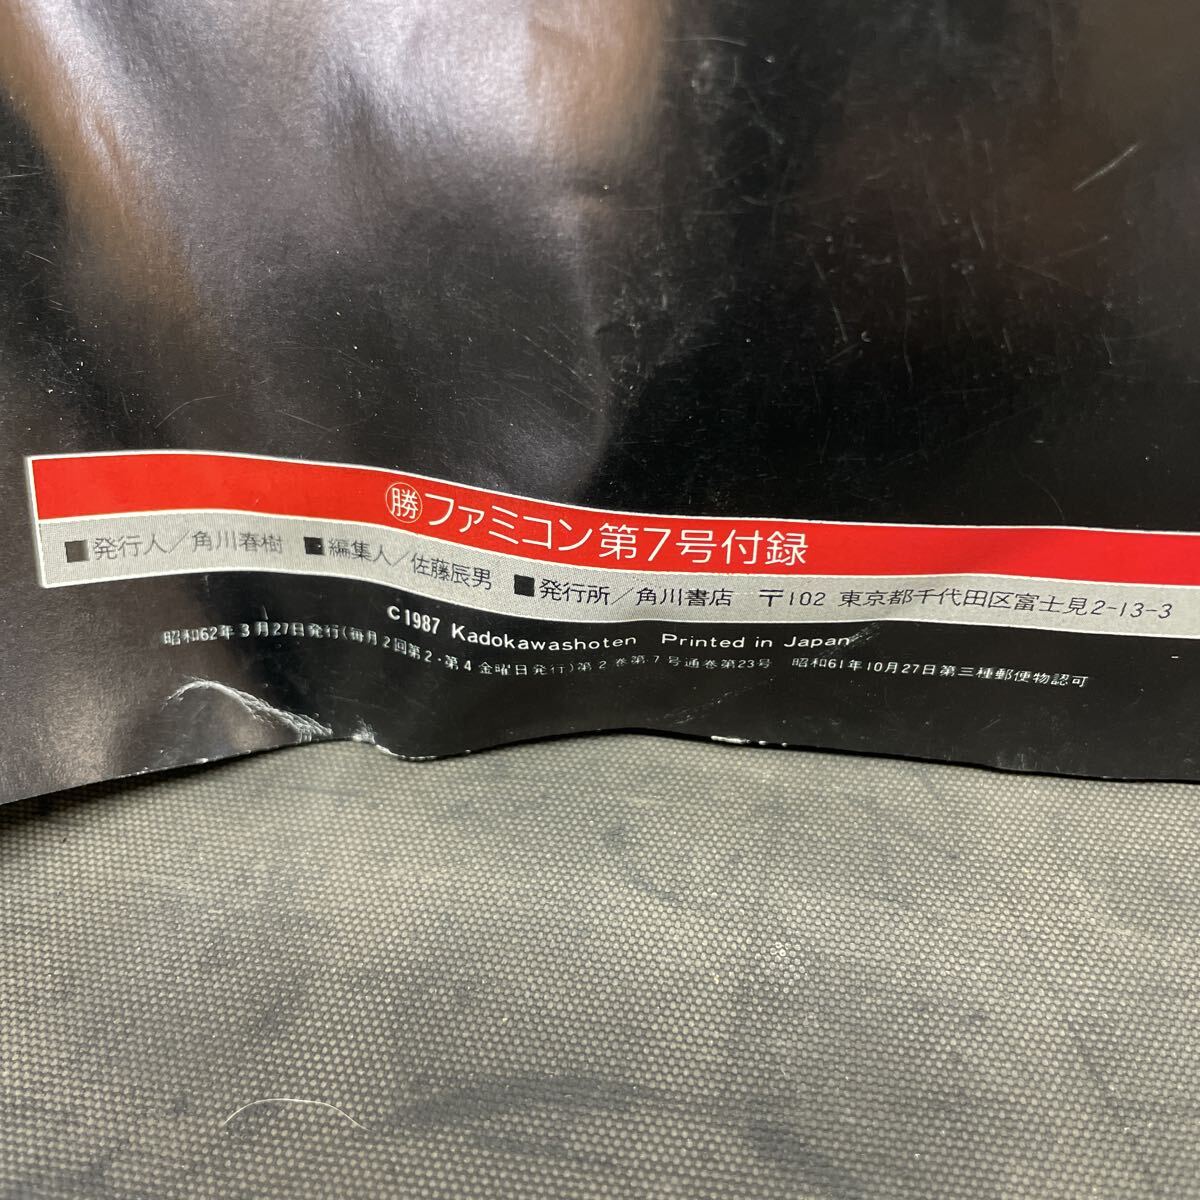 ㊝ファミコン第7号付録
■発行人／角川春樹 ■編集人／佐藤辰男 ■発行所／角川書店 〒102 東京都千代田区富士見2-13-3
©1987 Kadokawashoten Printed in Japan
昭和62年3月27日発行(毎月2回第2・第4金曜日発行)第2巻第7号通巻第23号 昭和61年10月27日第三種郵便物認可